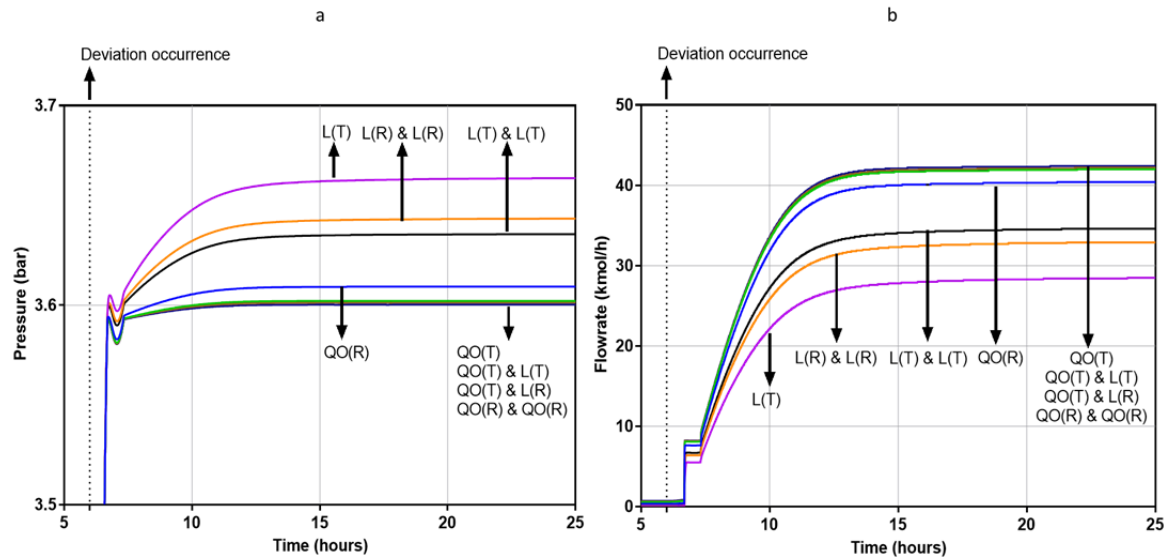 a
Deviation occurrence
3.7
3.6
3.5
Pressure (bar)
L(T) L(R) & L(R) L(T) & L(T)
QO(R)
QO(T)
QO(T) & L(T)
QO(T) & L(R)
QO(R) & QO(R)
5 10 15 20 25
Time (hours)
b
Deviation occurrence
50
40
30
20
10
0
Flowrate (kmol/h)
L(T)
L(R) & L(R)
L(T) & L(T)
QO(R)
QO(T)
QO(T) & L(T)
QO(T) & L(R)
QO(R) & QO(R)
5 10 15 20 25
Time (hours)